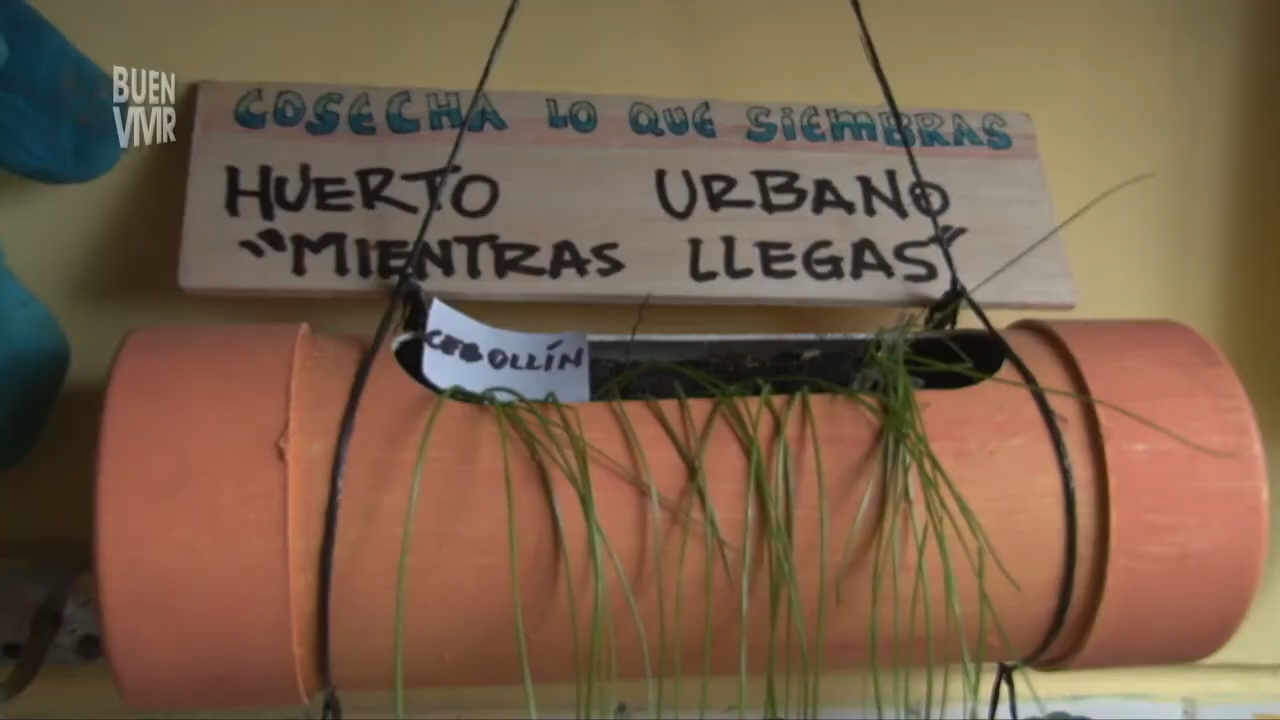 BUEN
VIVIR
COSECHA LO QUE SIEMBRAS
HUERTO URBANO
"MIENTRAS LLEGAS"
CEBOLLÍN